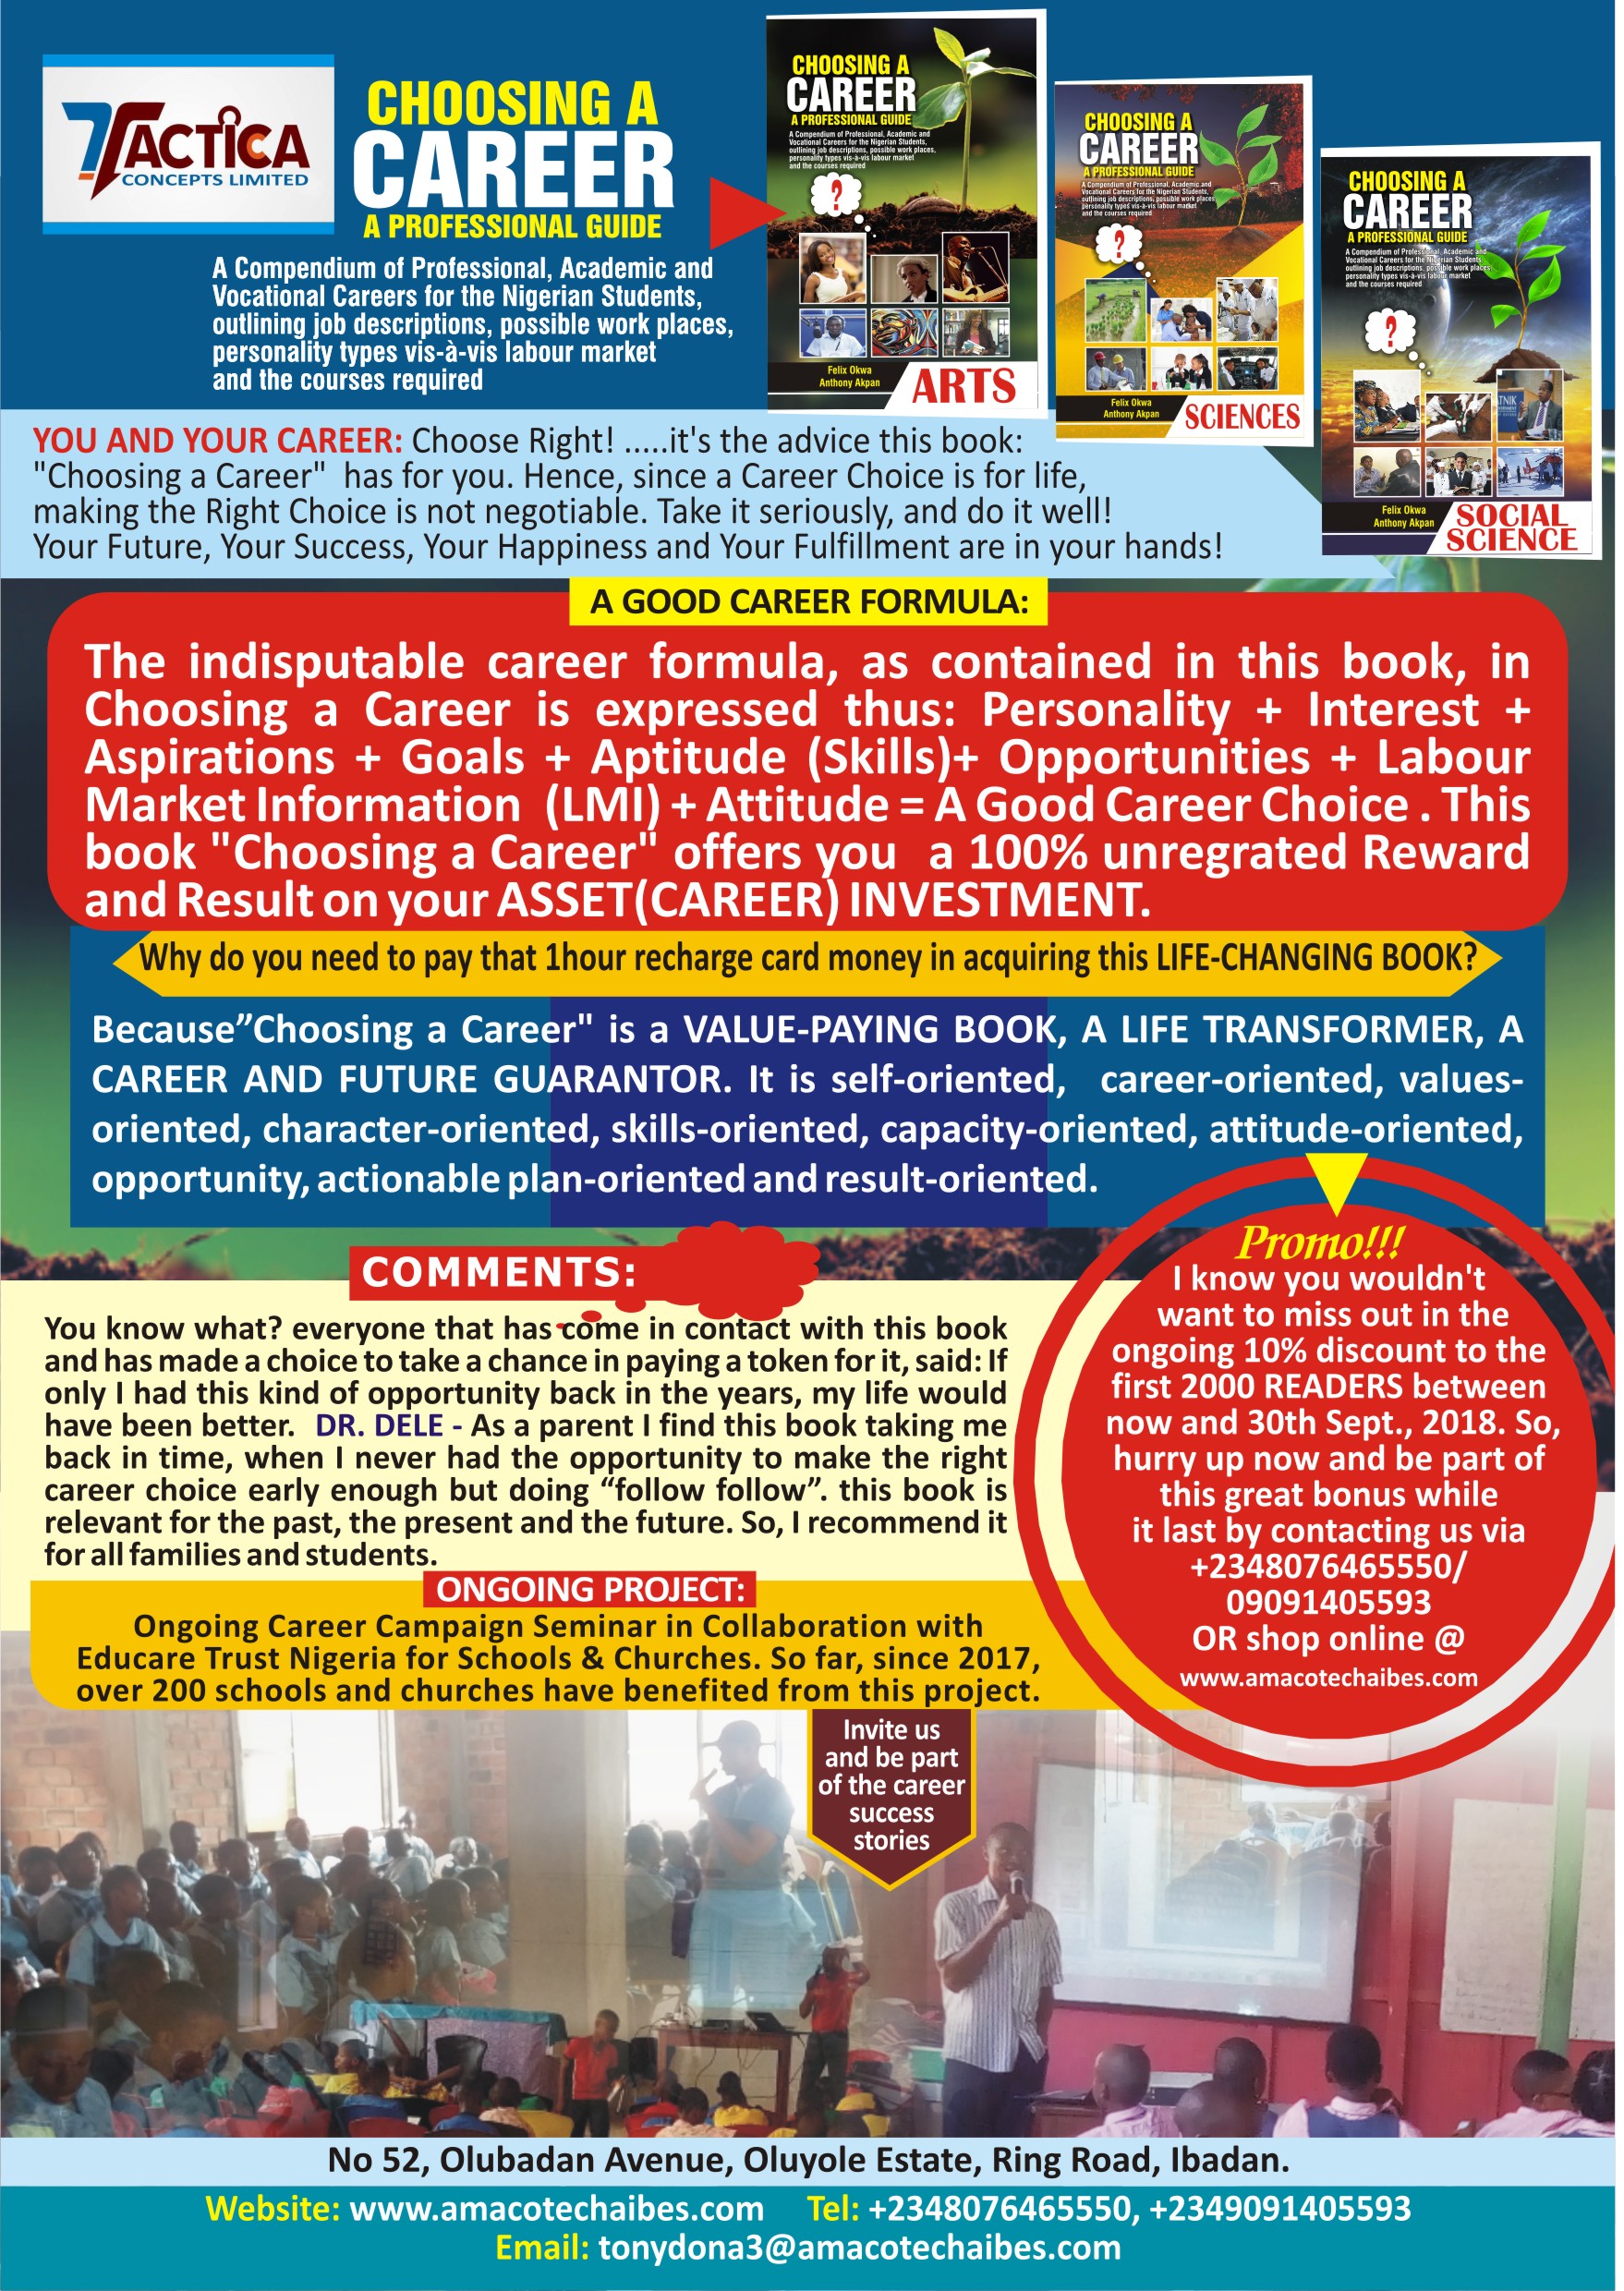 7TACTICA
CONCEPTS LIMITED
CHOOSING A
CAREER
A PROFESSIONAL GUIDE
A Compendium of Professional, Academic and
Vocational Careers for the Nigerian Students,
outlining job descriptions, possible work places,
personality types vis-à-vis labour market
and the courses required
CHOOSING A
CAREER
A PROFESSIONAL GUIDE
A Compendium of Professional, Academic and
Vocational Careers for the Nigerian Students,
outlining job descriptions, possible work places,
personality types vis-à-vis labour market
and the courses required
?
Felix Okwa
Anthony Akpan
ARTS
CHOOSING A
CAREER
A PROFESSIONAL GUIDE
A Compendium of Professional, Academic and
Vocational Careers for the Nigerian Students,
outlining job descriptions, possible work places,
personality types vis-à-vis labour market
and the courses required
?
Felix Okwa
Anthony Akpan
SCIENCES
CHOOSING A
CAREER
A PROFESSIONAL GUIDE
A Compendium of Professional, Academic and
Vocational Careers for the Nigerian Students,
outlining job descriptions, possible work places,
personality types vis-à-vis labour market
and the courses required
?
Felix Okwa
Anthony Akpan
SOCIAL
SCIENCE
YOU AND YOUR CAREER: Choose Right! .....it's the advice this book:
"Choosing a Career" has for you. Hence, since a Career Choice is for life,
making the Right Choice is not negotiable. Take it seriously, and do it well!
Your Future, Your Success, Your Happiness and Your Fulfillment are in your hands!
A GOOD CAREER FORMULA:
The indisputable career formula, as contained in this book, in
Choosing a Career is expressed thus: Personality + Interest +
Aspirations + Goals + Aptitude (Skills)+ Opportunities + Labour
Market Information (LMI) + Attitude = A Good Career Choice . This
book "Choosing a Career" offers you a 100% unregrated Reward
and Result on your ASSET(CAREER) INVESTMENT.
Why do you need to pay that 1hour recharge card money in acquiring this LIFE-CHANGING BOOK?
Because”Choosing a Career" is a VALUE-PAYING BOOK, A LIFE TRANSFORMER, A
CAREER AND FUTURE GUARANTOR. It is self-oriented, career-oriented, values-
oriented, character-oriented, skills-oriented, capacity-oriented, attitude-oriented,
opportunity, actionable plan-oriented and result-oriented.
COMMENTS:
You know what? everyone that has come in contact with this book
and has made a choice to take a chance in paying a token for it, said: If
only I had this kind of opportunity back in the years, my life would
have been better. DR. DELE - As a parent I find this book taking me
back in time, when I never had the opportunity to make the right
career choice early enough but doing “follow follow”. this book is
relevant for the past, the present and the future. So, I recommend it
for all families and students.
Promo!!!
I know you wouldn't
want to miss out in the
ongoing 10% discount to the
first 2000 READERS between
now and 30th Sept., 2018. So,
hurry up now and be part of
this great bonus while
it last by contacting us via
+2348076465550/
09091405593
OR shop online @
www.amacotechaibes.com
ONGOING PROJECT:
Ongoing Career Campaign Seminar in Collaboration with
Educare Trust Nigeria for Schools & Churches. So far, since 2017,
over 200 schools and churches have benefited from this project.
Invite us
and be part
of the career
success
stories
No 52, Olubadan Avenue, Oluyole Estate, Ring Road, Ibadan.
Website: www.amacotechaibes.com Tel: +2348076465550, +2349091405593
Email: tonydona3@amacotechaibes.com